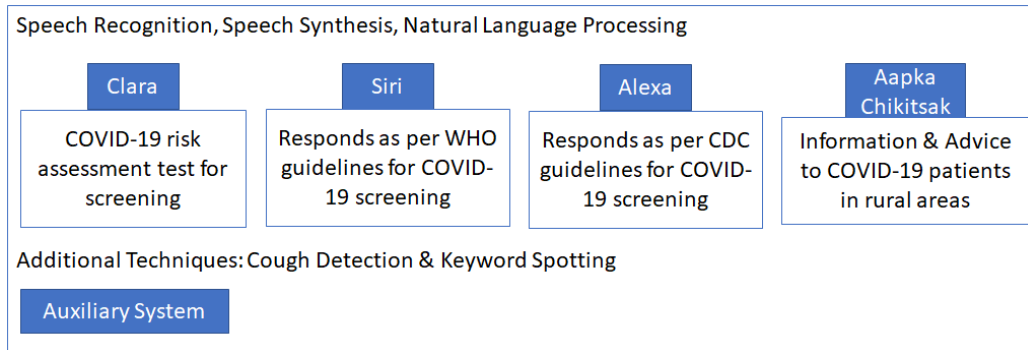 Speech Recognition, Speech Synthesis, Natural Language Processing
Clara
COVID-19 risk
assessment test for
screening
Siri
Responds as per WHO
guidelines for COVID-
19 screening
Alexa
Responds as per CDC
guidelines for COVID-
19 screening
Aapka
Chikitsak
Information & Advice
to COVID-19 patients
in rural areas
Additional Techniques: Cough Detection & Keyword Spotting
Auxiliary System